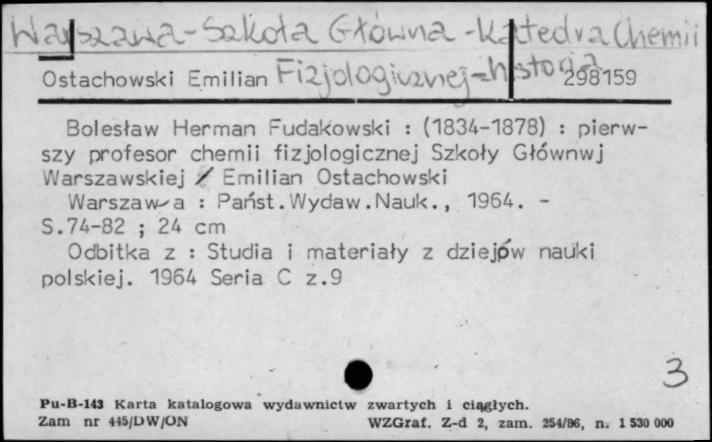 Warszawa-Szkoła Główna-Katedra Chemii
Fizjologicznej-historia
Ostachowski Emilian 298159
Bolesław Herman Fudakowski : (1834-1878) : pierw-
szy profesor chemii fizjologicznej Szkoły Głównwj
Warszawskiej / Emilian Ostachowski
Warszaw a : Państ.Wydaw.Nauk., 1964. -
S.74-82 ; 24 cm
Odbitka z : Studia i materiały z dziejów nauki
polskiej. 1964 Seria C z.9
3
Pu-B-143 Karta katalogowa wydawnictw zwartych i ciągłych.
Zam nr 445/DW/ON WZGraf. Z-d 2, zam. 254/86, n. 1 530 000